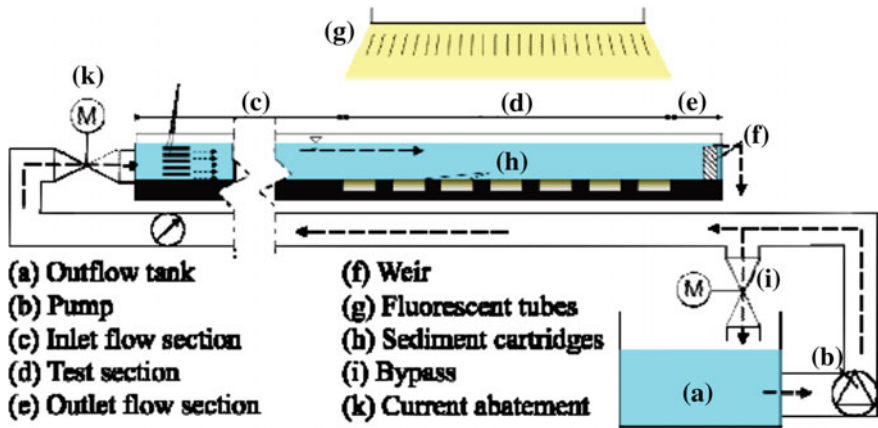 (g)
(k)
M
(c)
(d)
(e)
(f)
(h)
M
(i)
(b)
(a)
(a) Outflow tank
(b) Pump
(c) Inlet flow section
(d) Test section
(e) Outlet flow section
(f) Weir
(g) Fluorescent tubes
(h) Sediment cartridges
(i) Bypass
(k) Current abatement